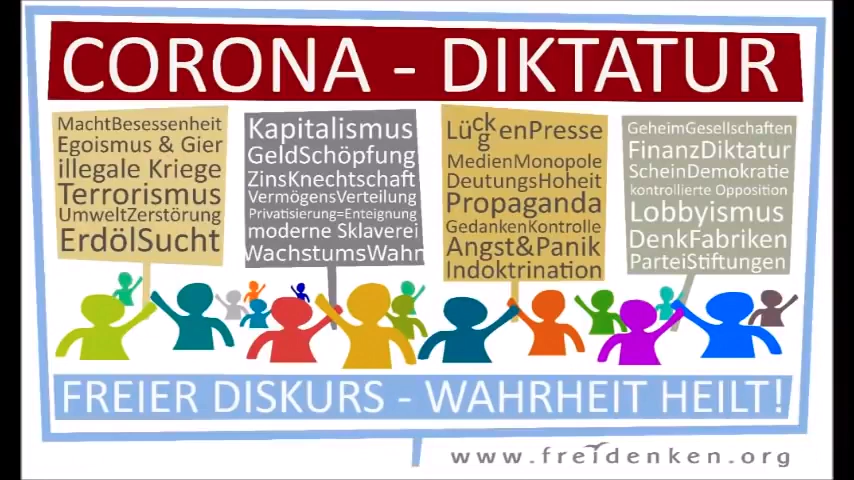 CORONA - DIKTATUR
MachtBesessenheit
Egoismus & Gier
illegale Kriege
Terrorismus
UmweltZerstörung
ErdölSucht
Kapitalismus
GeldSchöpfung
ZinsKnechtschaft
VermögensVerteilung
Privatisierung=Enteignung
moderne Sklaverei
WachstumsWahn
LückgenPresse
MedienMonopole
DeutungsHoheit
Propaganda
GedankenKontrolle
Angst&Panik
Indoktrination
GeheimGesellschaften
FinanzDiktatur
ScheinDemokratie
kontrollierte Opposition
Lobbyismus
DenkFabriken
ParteiStiftungen
FREIER DISKURS - WAHRHEIT HEILT!
www.freidenken.org